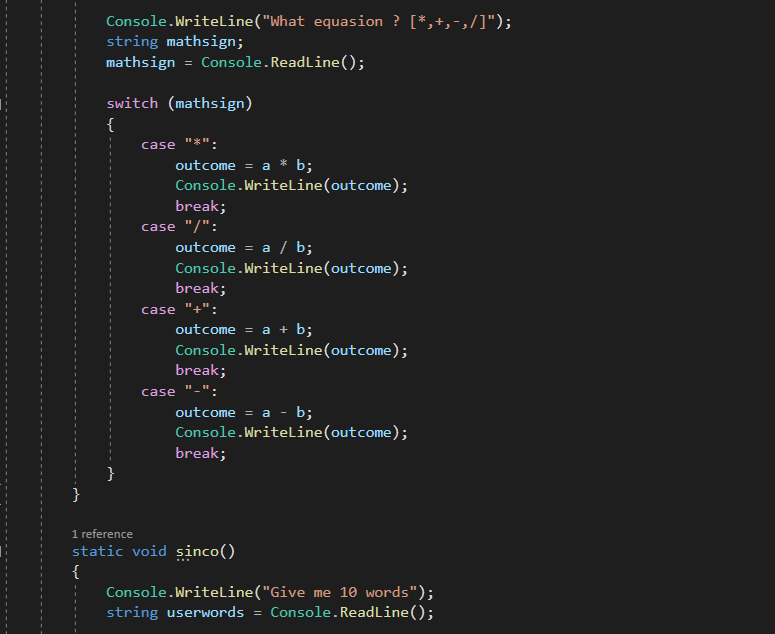 Console.WriteLine("What equasion ? [*,+,-,/]");
string mathsign;
mathsign = Console.ReadLine();
switch (mathsign)
{
case "*":
outcome = a * b;
Console.WriteLine(outcome);
break;
case "/":
outcome = a / b;
Console.WriteLine(outcome);
break;
case "+":
outcome = a + b;
Console.WriteLine(outcome);
break;
case "-":
outcome = a - b;
Console.WriteLine(outcome);
break;
}
}
1 reference
static void sinco()
{
Console.WriteLine("Give me 10 words");
string userwords = Console.ReadLine();